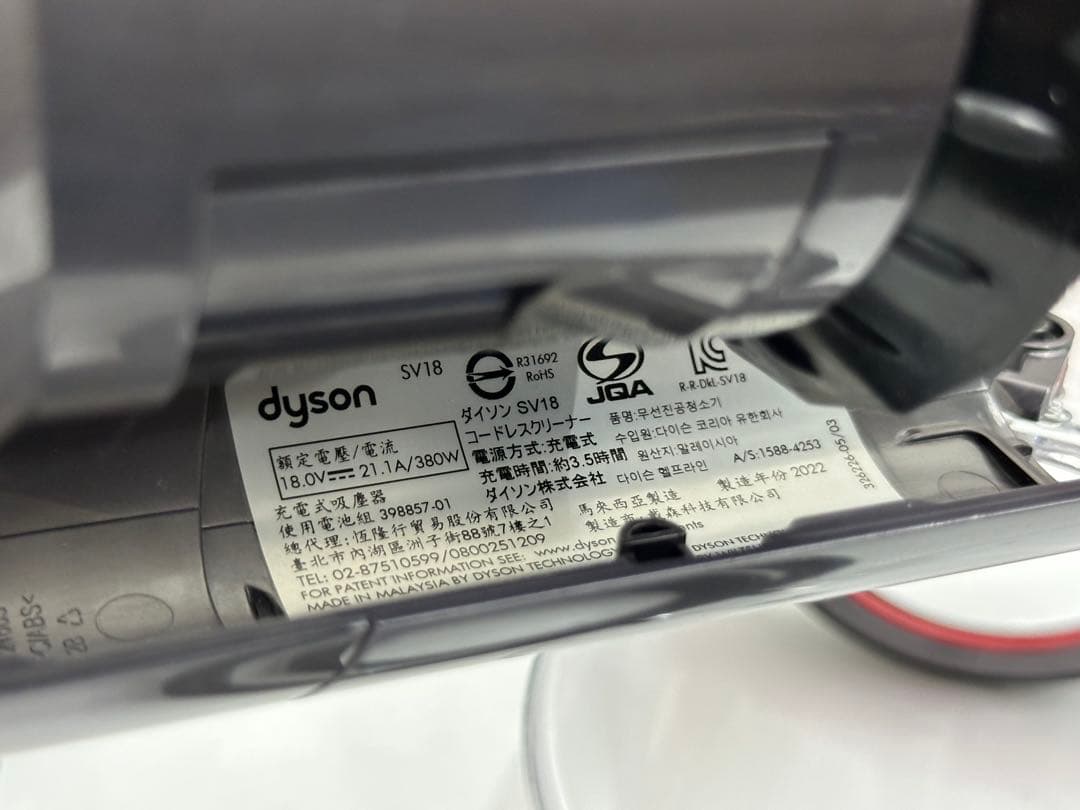 dyson
SV18
R31692
RoHS
JQA
R-R-DkL-SV18
額定電壓/電流
18.0V 21.1A/380W
ダイソン SV18
コードレスクリーナー
電源方式:充電式
充電時間:約3.5時間
ダイソン株式会社
품명:무선진공청소기
수입원:다이슨 코리아 유한회사
원산지:말레이시아
다이슨 헬프라인 A/S:1588-4253
充電式吸塵器
使用電池組 398857-01
總代理:恆隆行貿易股份有限公司
臺北市內湖區洲子街88號7樓之1
TEL: 02-87510599/0800251209
馬來西亞製造 製造年份 2022
FOR PATENT INFORMATION SEE: www.dyson
MADE IN MALAYSIA BY DYSON TECHNOLOGY